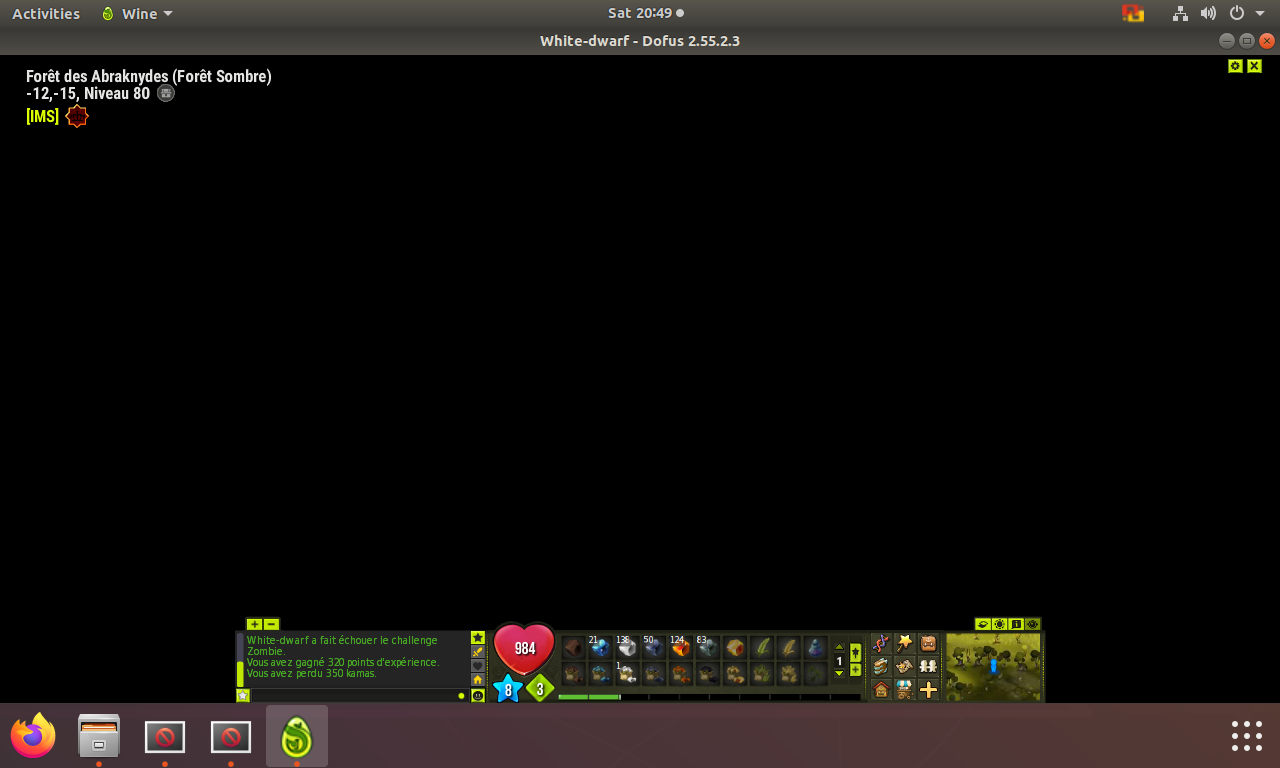 Activities Wine Sat 20:49
White-dwarf - Dofus 2.55.2.3
Forêt des Abraknydes (Forêt Sombre)
-12,-15, Niveau 80
[IMS]
White-dwarf a fait échouer le challenge
Zombie.
Vous avez gagné 320 points d'expérience.
Vous avez perdu 350 kamas.
984
8 3
21 138 50 124 83
1
1